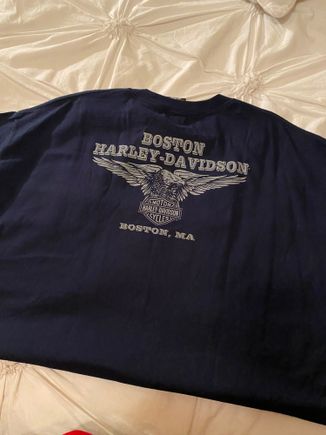 BOSTON
HARLEY-DAVIDSON
MOTOR
HARLEY-DAVIDSON
CYCLES
BOSTON, MA